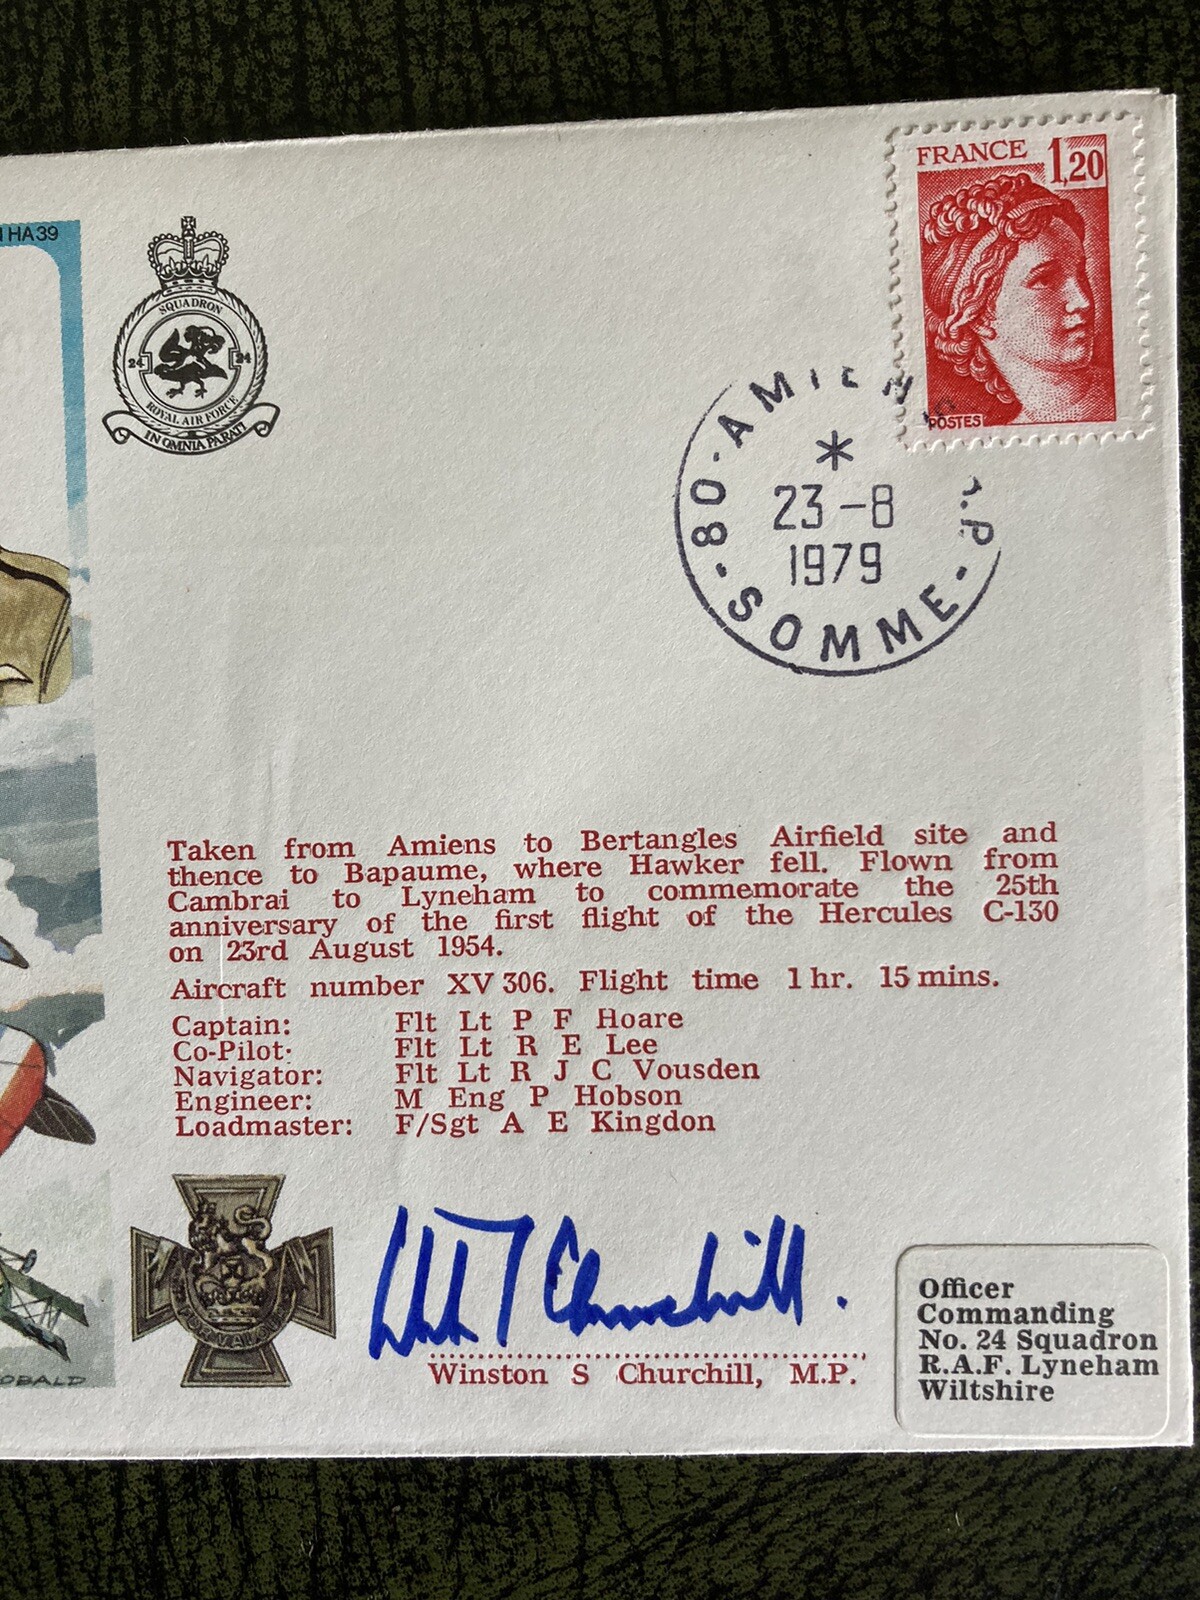 HA39
SQUADRON
24 24
ROYAL AIR FORCE
IN OMNIA PARATI
FRANCE 1,20
POSTES
80-AMIEN
23-8
1979
SOMME
Taken from Amiens to Bertangles Airfield site and
thence to Bapaume, where Hawker fell. Flown from
Cambrai to Lyneham to commemorate the 25th
anniversary of the first flight of the Hercules C-130
on 23rd August 1954.
Aircraft number XV 306. Flight time 1 hr. 15 mins.
Captain: Flt Lt P F Hoare
Co-Pilot: Flt Lt R E Lee
Navigator: Flt Lt R J C Vousden
Engineer: M Eng P Hobson
Loadmaster: F/Sgt A E Kingdon
Churchill.
Winston S Churchill, M.P.
Officer
Commanding
No. 24 Squadron
R.A.F. Lyneham
Wiltshire
OBALD